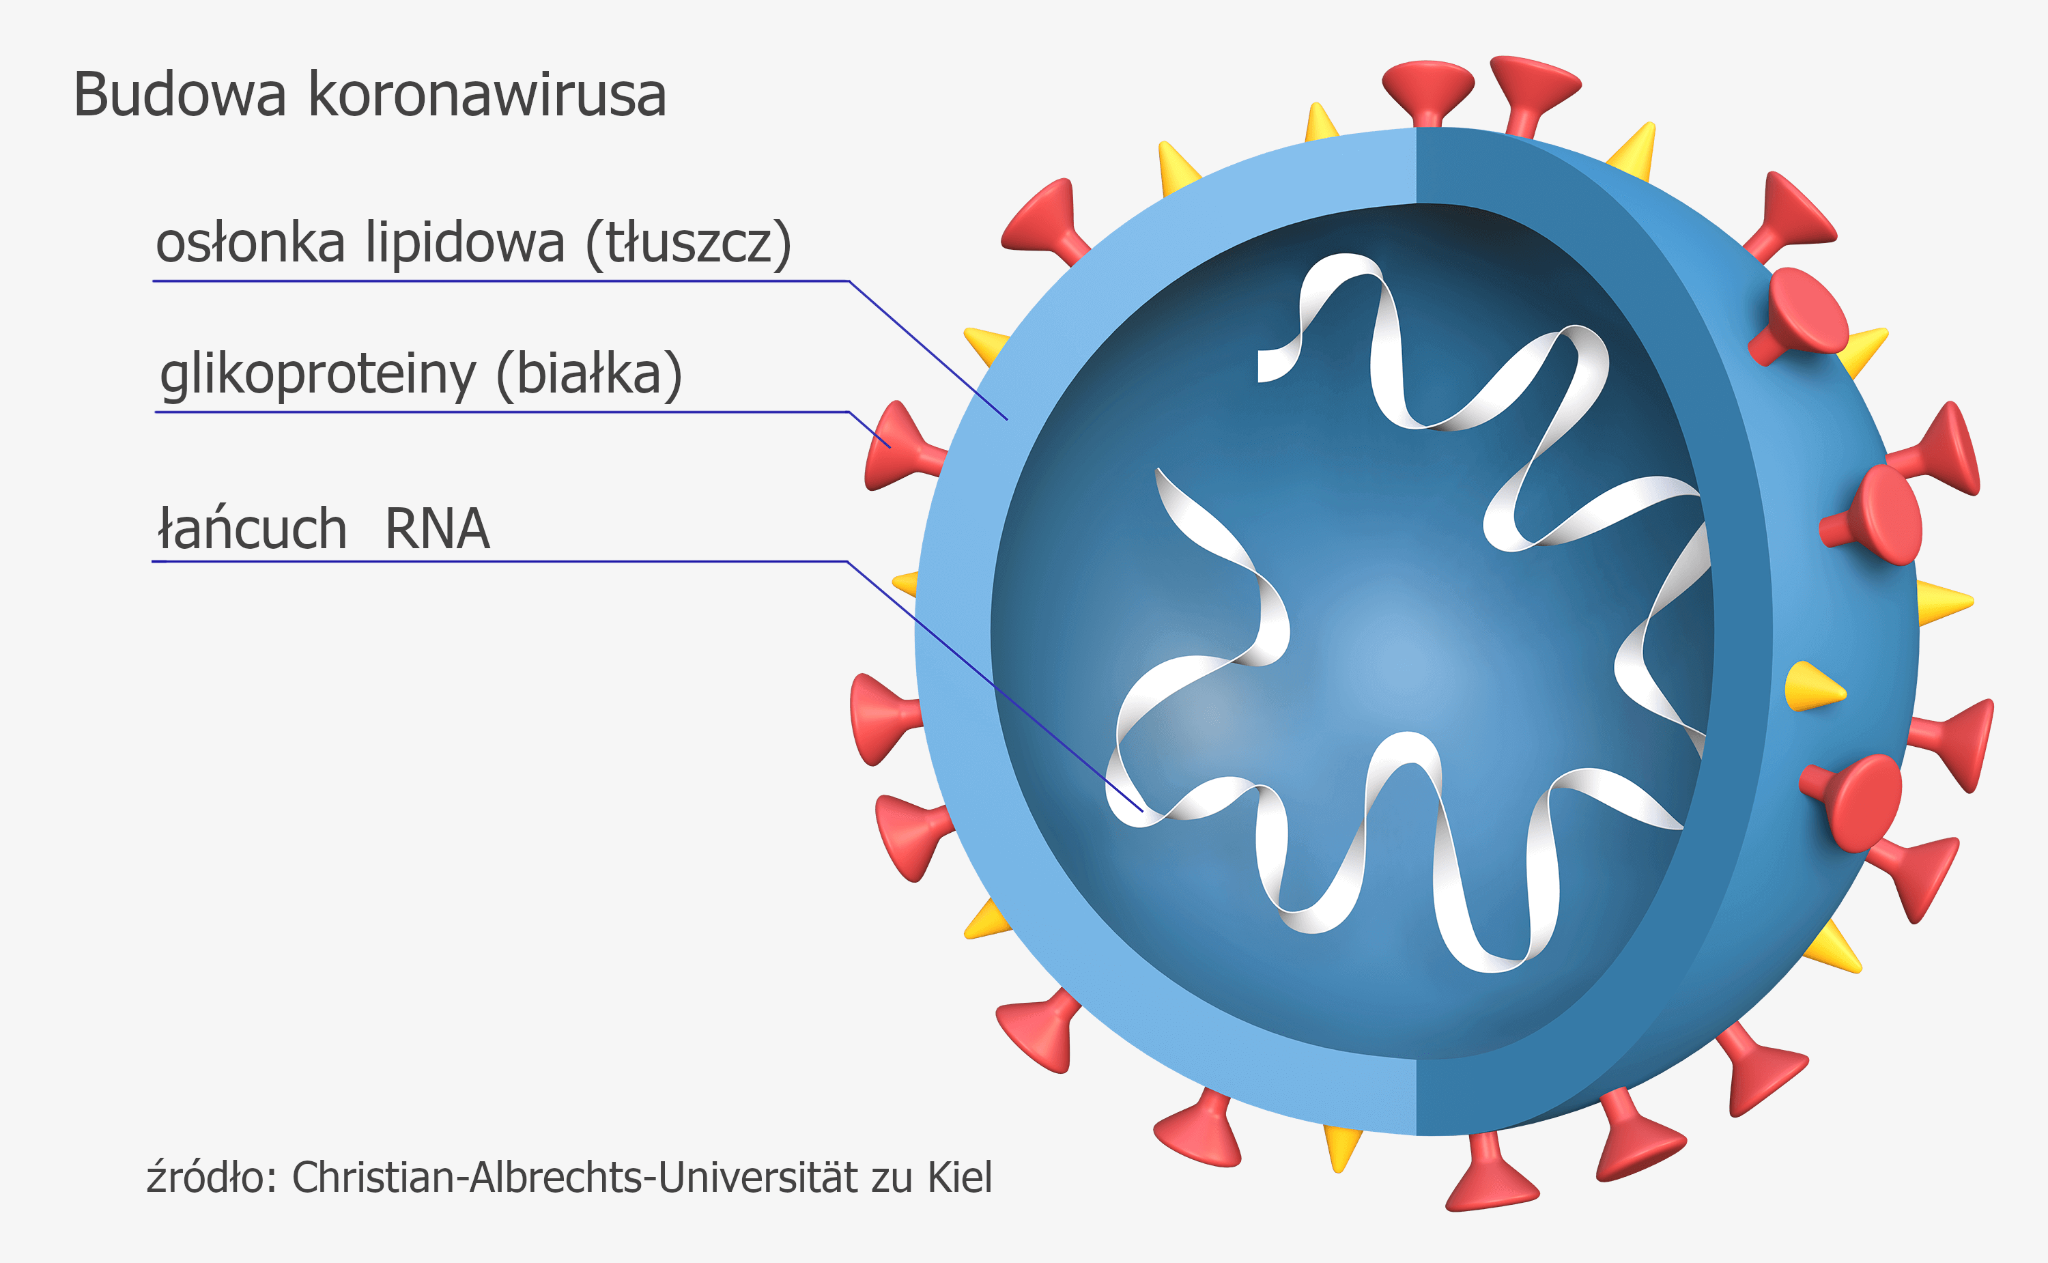 Budowa koronawirusa
osłonka lipidowa (tłuszcz)
glikoproteiny (białka)
łańcuch RNA
źródło: Christian-Albrechts-Universität zu Kiel